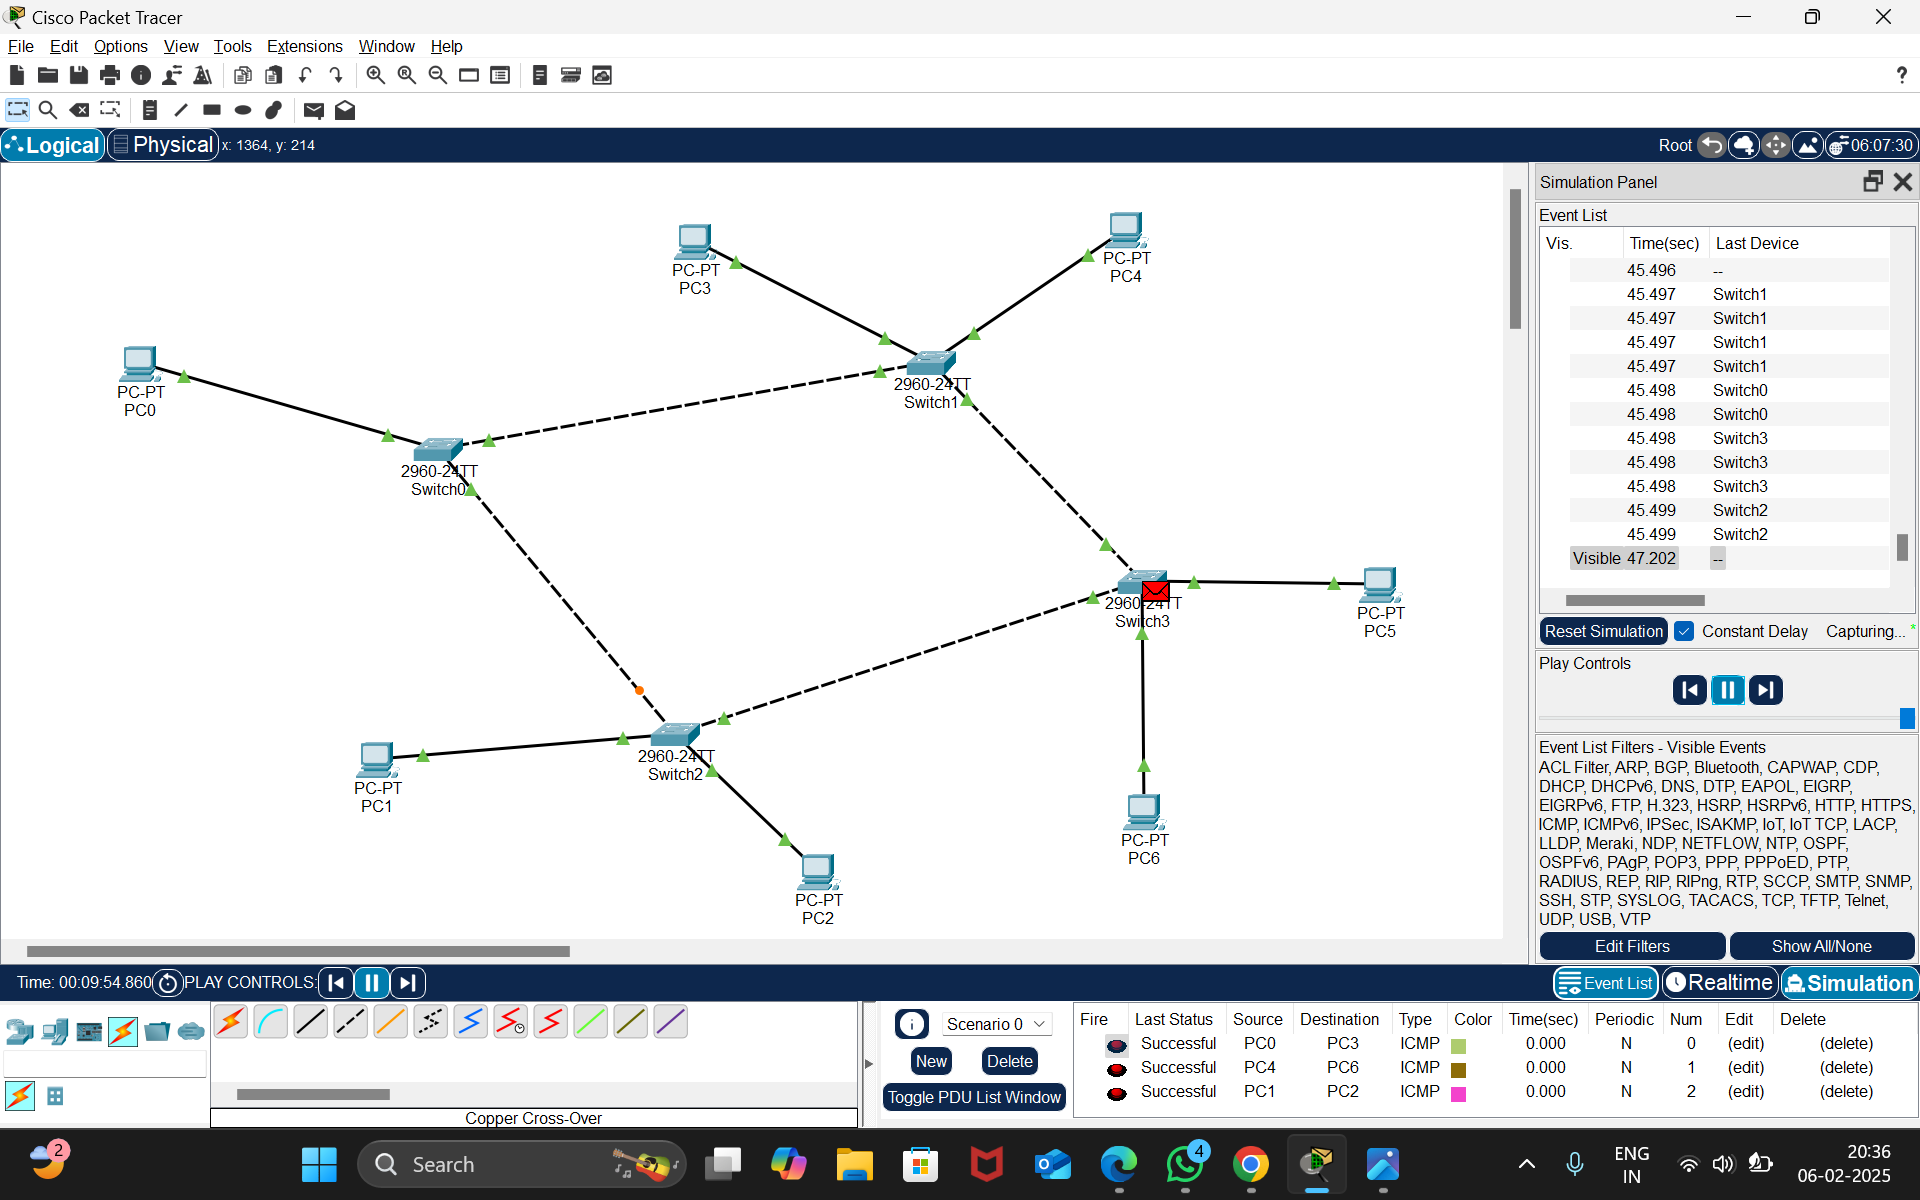 Cisco Packet Tracer
File Edit Options View Tools Extensions Window Help
?
Logical Physical x: 1364, y: 214 Root 06:07:30
PC-PT
PC3
PC-PT
PC4
PC-PT
PC0
2960-24TT
Switch1
2960-24TT
Switch0
2960-24TT
Switch3
PC-PT
PC5
2960-24TT
Switch2
PC-PT
PC1
PC-PT
PC6
PC-PT
PC2
Simulation Panel
Event List
Vis. Time(sec) Last Device
45.496 --
45.497 Switch1
45.497 Switch1
45.497 Switch1
45.497 Switch1
45.498 Switch0
45.498 Switch0
45.498 Switch3
45.498 Switch3
45.498 Switch3
45.499 Switch2
45.499 Switch2
Visible 47.202 --
Reset Simulation Constant Delay Capturing... *
Play Controls
Event List Filters - Visible Events
ACL Filter, ARP, BGP, Bluetooth, CAPWAP, CDP,
DHCP, DHCPv6, DNS, DTP, EAPOL, EIGRP,
EIGRPv6, FTP, H.323, HSRP, HSRPv6, HTTP, HTTPS,
ICMP, ICMPv6, IPSec, ISAKMP, IoT, IoT TCP, LACP,
LLDP, Meraki, NDP, NETFLOW, NTP, OSPF,
OSPFv6, PAgP, POP3, PPP, PPPoED, PTP,
RADIUS, REP, RIP, RIPng, RTP, SCCP, SMTP, SNMP,
SSH, STP, SYSLOG, TACACS, TCP, TFTP, Telnet,
UDP, USB, VTP
Edit Filters Show All/None
Time: 00:09:54.860 PLAY CONTROLS: Event List Realtime Simulation
Copper Cross-Over
Scenario 0
New Delete
Toggle PDU List Window
Fire Last Status Source Destination Type Color Time(sec) Periodic Num Edit Delete
Successful PC0 PC3 ICMP 0.000 N 0 (edit) (delete)
Successful PC4 PC6 ICMP 0.000 N 1 (edit) (delete)
Successful PC1 PC2 ICMP 0.000 N 2 (edit) (delete)
2 Search 4 ENG
IN
20:36
06-02-2025